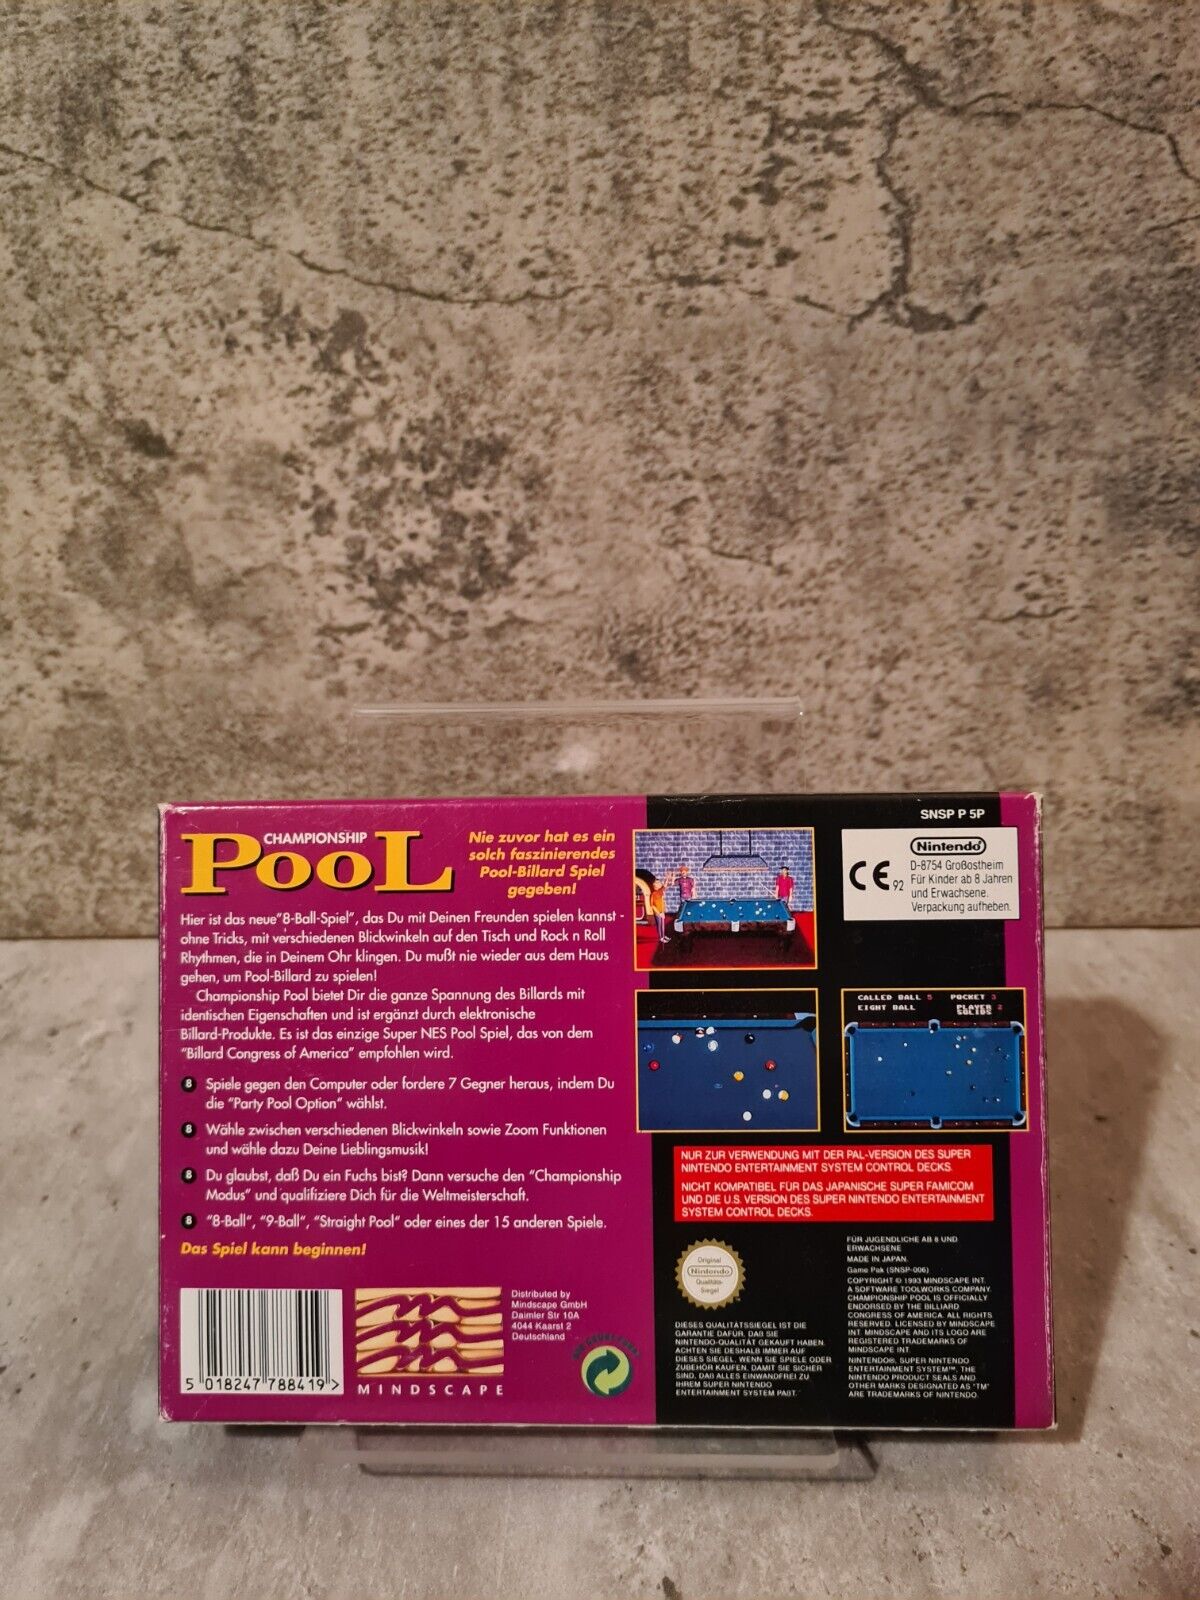 CHAMPIONSHIP
POOL
Nie zuvor hat es ein
solch faszinierendes
Pool-Billard Spiel
gegeben!
Hier ist das neue"8-Ball-Spiel", das Du mit Deinen Freunden spielen kannst -
ohne Tricks, mit verschiedenen Blickwinkeln auf den Tisch und Rock n Roll
Rhythmen, die in Deinem Ohr klingen. Du mußt nie wieder aus dem Haus
gehen, um Pool-Billard zu spielen!
Championship Pool bietet Dir die ganze Spannung des Billards mit
identischen Eigenschaften und ist ergänzt durch elektronische
Billard-Produkte. Es ist das einzige Super NES Pool Spiel, das von dem
"Billard Congress of America" empfohlen wird.
8 Spiele gegen den Computer oder fordere 7 Gegner heraus, indem Du
die "Party Pool Option" wählst.
8 Wähle zwischen verschiedenen Blickwinkeln sowie Zoom Funktionen
und wähle dazu Deine Lieblingsmusik!
8 Du glaubst, daß Du ein Fuchs bist? Dann versuche den "Championship
Modus" und qualifiziere Dich für die Weltmeisterschaft.
8 "8-Ball", "9-Ball", "Straight Pool" oder eines der 15 anderen Spiele.
Das Spiel kann beginnen!
5 018247 788419 >
MINDSCAPE
Distributed by
Mindscape GmbH
Daimler Str 10A
4044 Kaarst 2
Deutschland
DER GRÜNE PUNKT
SNSP P 5P
CE 92
Nintendo
D-8754 Großostheim
Für Kinder ab 8 Jahren
und Erwachsene.
Verpackung aufheben.
CALLED BALL 5 POCKET 3
EIGHT BALL PLAYER 2
SOLIDS
NUR ZUR VERWENDUNG MIT DER PAL-VERSION DES SUPER
NINTENDO ENTERTAINMENT SYSTEM CONTROL DECKS.
NICHT KOMPATIBEL FÜR DAS JAPANISCHE SUPER FAMICOM
UND DIE U.S. VERSION DES SUPER NINTENDO ENTERTAINMENT
SYSTEM CONTROL DECKS.
Original
Nintendo
Qualitäts-
Siegel
DIESES QUALITÄTSSIEGEL IST DIE
GARANTIE DAFÜR, DAß SIE
NINTENDO-QUALITÄT GEKAUFT HABEN.
ACHTEN SIE DESHALB IMMER AUF
DIESES SIEGEL, WENN SIE SPIELE ODER
ZUBEHÖR KAUFEN, DAMIT SIE SICHER
SIND, DAß ALLES EINWANDFREI ZU
IHREM SUPER NINTENDO
ENTERTAINMENT SYSTEM PAßT.
FÜR JUGENDLICHE AB 8 UND
ERWACHSENE
MADE IN JAPAN.
Game Pak (SNSP-006)
COPYRIGHT © 1993 MINDSCAPE INT.
A SOFTWARE TOOLWORKS COMPANY.
CHAMPIONSHIP POOL IS OFFICIALLY
ENDORSED BY THE BILLIARD
CONGRESS OF AMERICA. ALL RIGHTS
RESERVED. LICENSED BY MINDSCAPE
INT. MINDSCAPE AND ITS LOGO ARE
REGISTERED TRADEMARKS OF
MINDSCAPE INT.
NINTENDO®, SUPER NINTENDO
ENTERTAINMENT SYSTEM™, THE
NINTENDO PRODUCT SEALS AND
OTHER MARKS DESIGNATED AS "TM"
ARE TRADEMARKS OF NINTENDO.